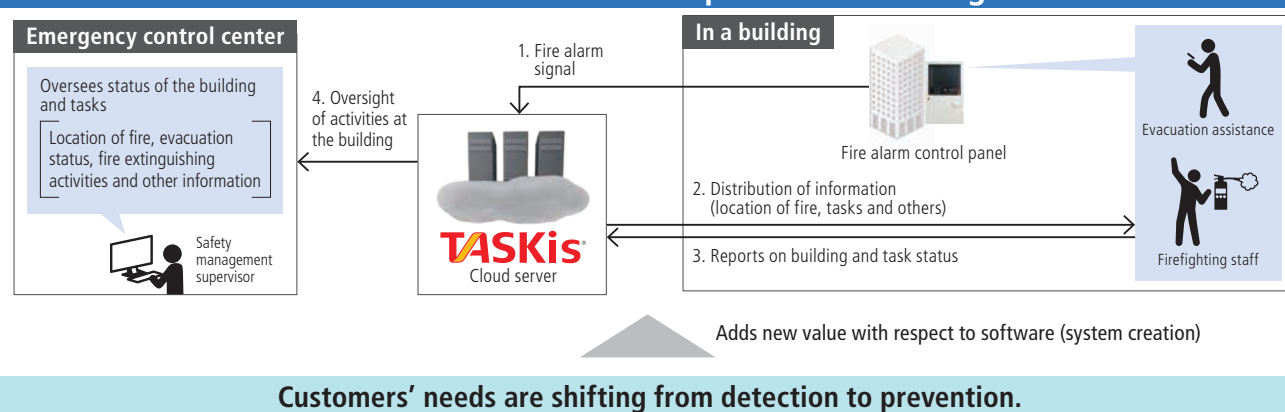 Emergency control center
Oversees status of the building
and tasks
Location of fire, evacuation
status, fire extinguishing
activities and other information
Safety
management
supervisor
4. Oversight
of activities at
the building
1. Fire alarm
signal
TASKis
Cloud server
In a building
Fire alarm control panel
2. Distribution of information
(location of fire, tasks and others)
3. Reports on building and task status
Evacuation assistance
Firefighting staff
Adds new value with respect to software (system creation)
Customers’ needs are shifting from detection to prevention.